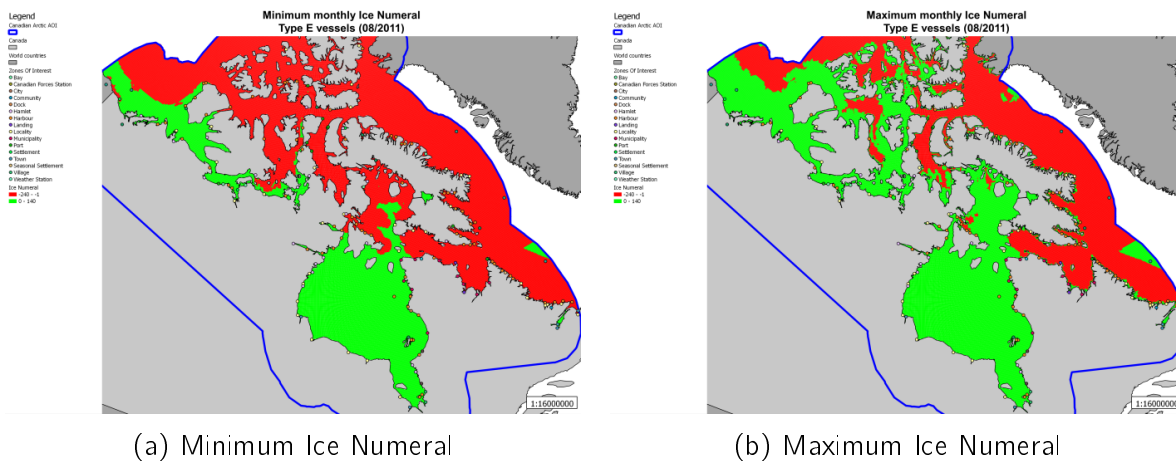 Legend
Canadian Arctic AOI
Canada
World countries
Zones Of Interest
Bay
Canadian Forces Station
City
Community
Dock
Hamlet
Harbour
Landing
Locality
Municipality
Port
Settlement
Town
Seasonal Settlement
Village
Weather Station
Ice Numeral
-240 - -1
0 - 140
Minimum monthly Ice Numeral
Type E vessels (08/2011)
1:16000000
(a) Minimum Ice Numeral
Legend
Canadian Arctic AOI
Canada
World countries
Zones Of Interest
Bay
Canadian Forces Station
City
Community
Dock
Hamlet
Harbour
Landing
Locality
Municipality
Port
Settlement
Town
Seasonal Settlement
Village
Weather Station
Ice Numeral
-240 - -1
0 - 140
Maximum monthly Ice Numeral
Type E vessels (08/2011)
1:16000000
(b) Maximum Ice Numeral